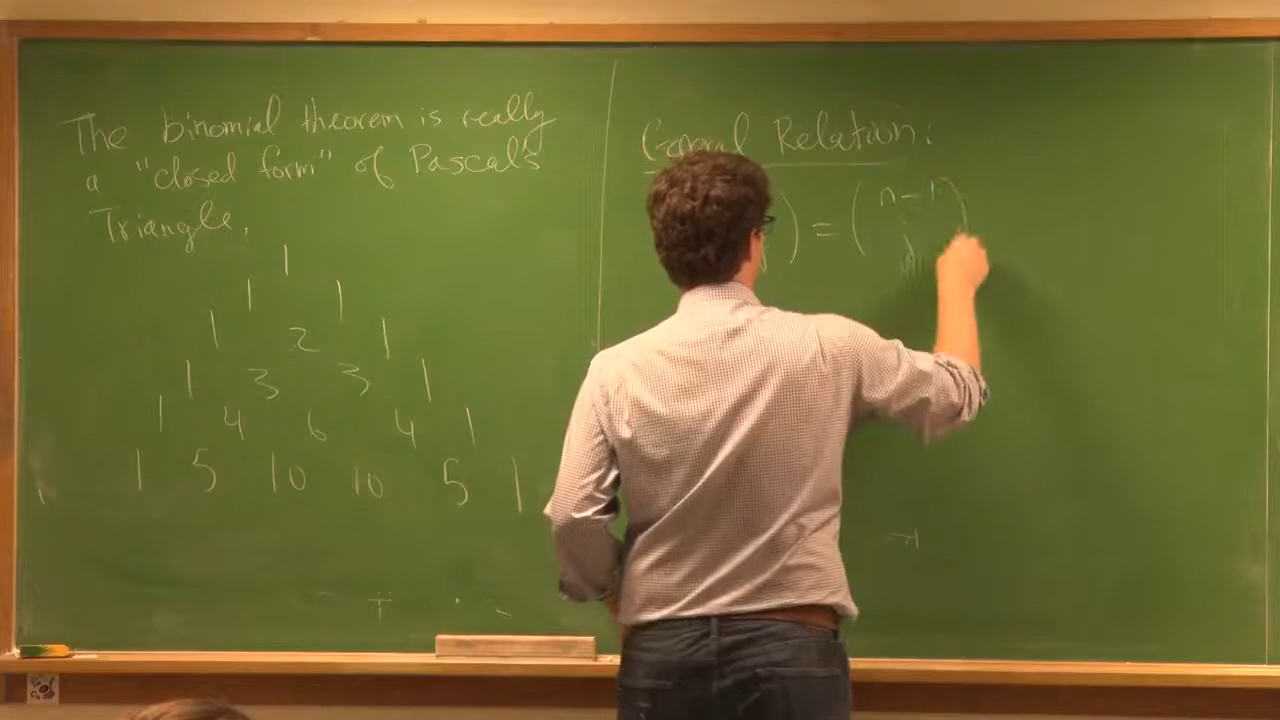 The binomial theorem is really
a "closed form" of Pascal's
Triangle.
1
1 1
1 2 1
1 3 3 1
1 4 6 4 1
1 5 10 10 5 1
General Relation:
) = ( n-1 )
j